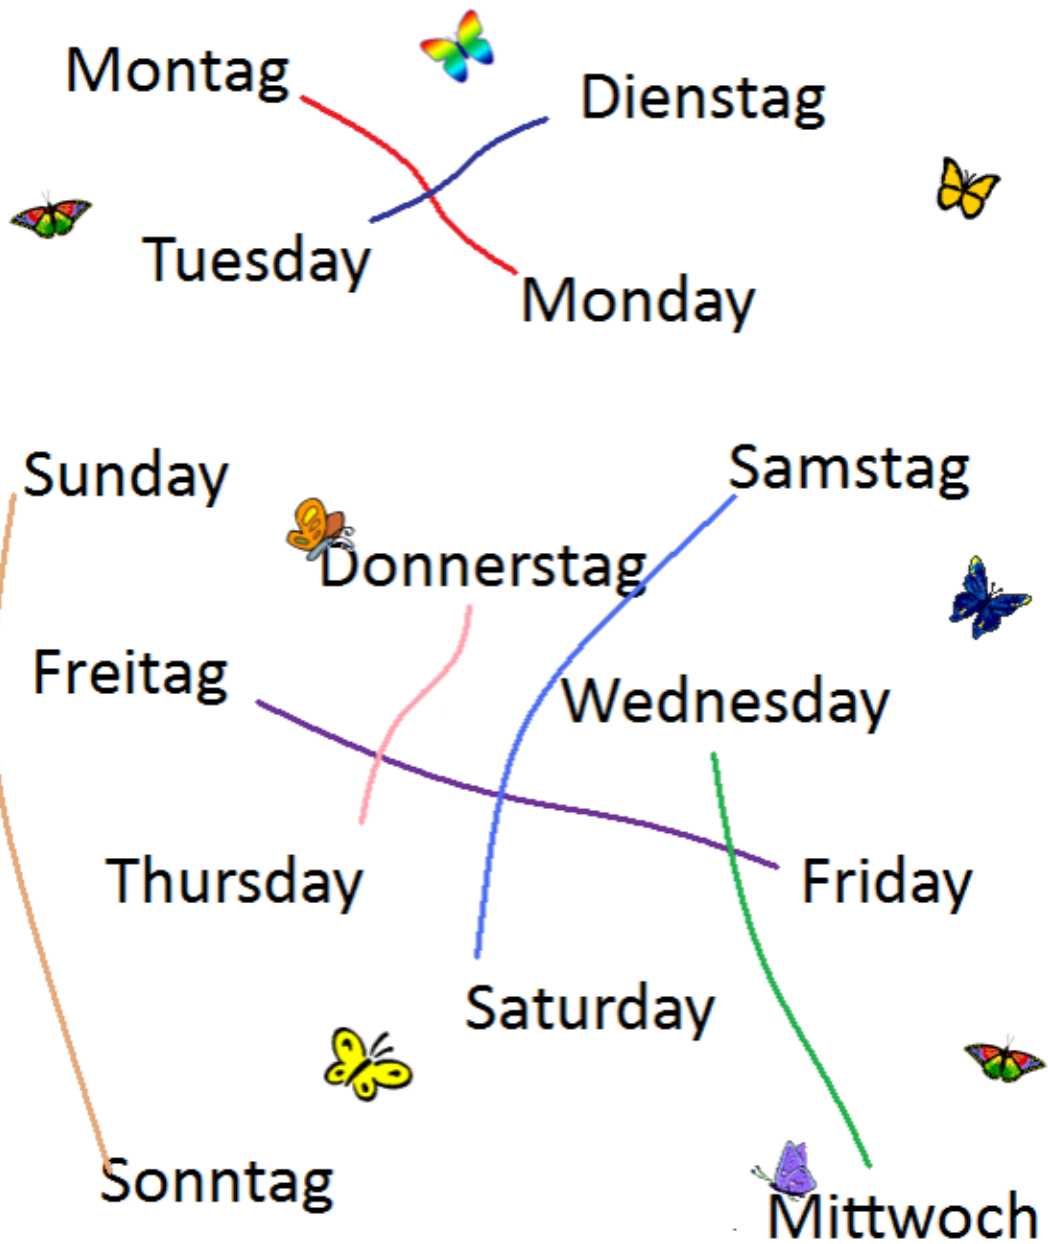 Montag
Dienstag
Tuesday
Monday
Sunday
Samstag
Donnerstag
Freitag
Wednesday
Thursday
Friday
Saturday
Sonntag
Mittwoch